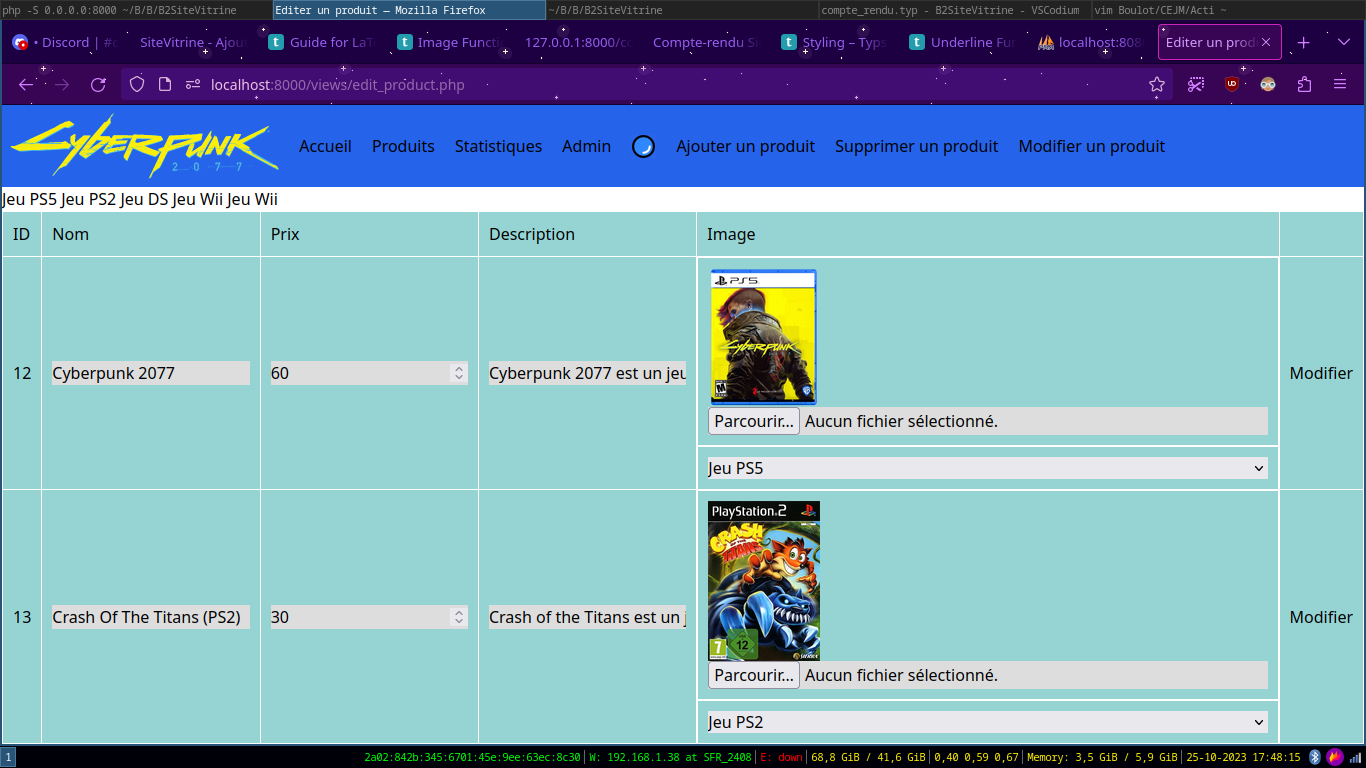 php -S 0.0.0.0:8000 ~/B/B/B2SiteVitrine Editer un produit — Mozilla Firefox ~/B/B/B2SiteVitrine compte_rendu.typ - B2SiteVitrine - VSCodium vim Boulot/CEJM/Acti ~
• Discord | # SiteVitrine - Ajou Guide for LaT Image Functi 127.0.0.1:8000/cc Compte-rendu Si Styling – Typs Underline Fun localhost:808 Editer un prod
localhost:8000/views/edit_product.php
Cyberpunk 2077 Accueil Produits Statistiques Admin Ajouter un produit Supprimer un produit Modifier un produit
Jeu PS5 Jeu PS2 Jeu DS Jeu Wii Jeu Wii
ID Nom Prix Description Image
PS5
Cyberpunk
12 Cyberpunk 2077 60 Cyberpunk 2077 est un jeu Modifier
Parcourir... Aucun fichier sélectionné.
Jeu PS5
PlayStation.2
CRASH OF THE TITANS
7 12
13 Crash Of The Titans (PS2) 30 Crash of the Titans est un j Modifier
Parcourir... Aucun fichier sélectionné.
Jeu PS2
1 2a02:842b:345:6701:45e:9ee:63ec:8c30 W: 192.168.1.38 at SFR_2408 E: down 68,8 GiB / 41,6 GiB 0,40 0,59 0,67 Memory: 3,5 GiB / 5,9 GiB 25-10-2023 17:48:15